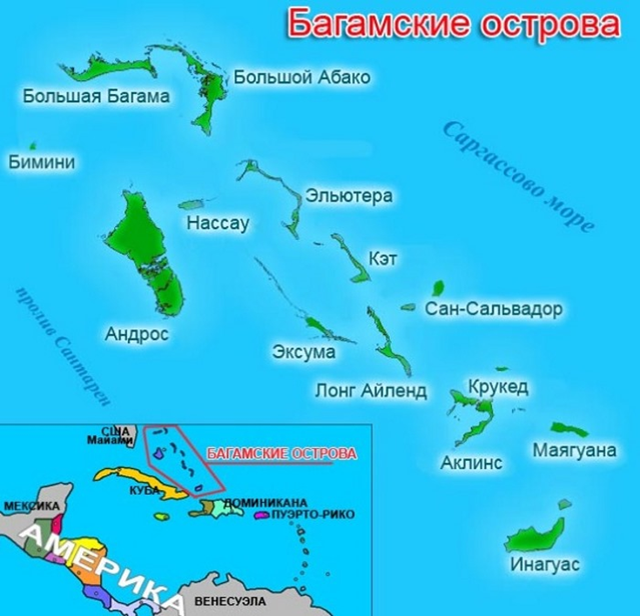 Багамские острова
Большой Абако
Большая Багама
Бимини
Саргассово море
Эльютера
Нассау
Кэт
Сан-Сальвадор
пролив Сантарен
Андрос
Эксума
Лонг Айленд
Крукед
Маягуана
Аклинс
Инагуас
США
Майами
БАГАМСКИЕ ОСТРОВА
КУБА
МЕКСИКА
ДОМИНИКАНА
ПУЭРТО-РИКО
АМЕРИКА
ВЕНЕСУЭЛА